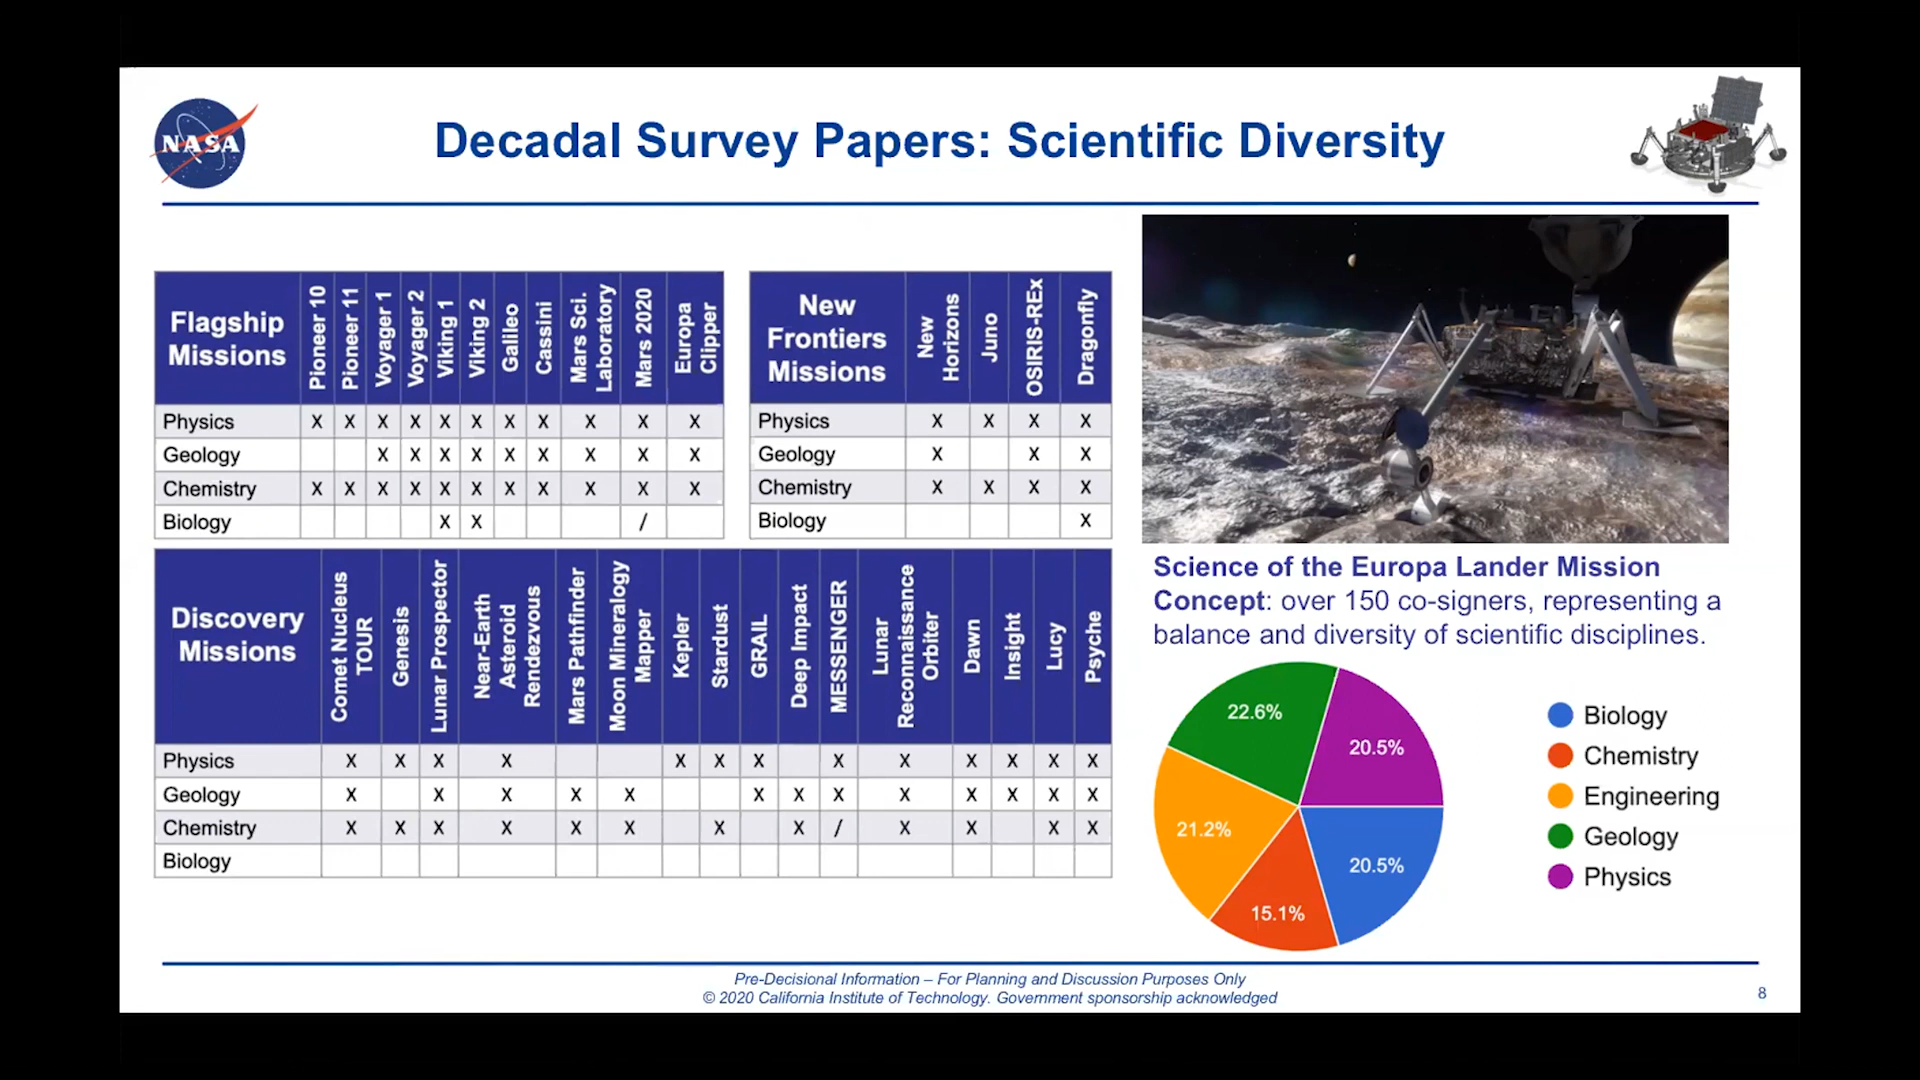 NASA
Decadal Survey Papers: Scientific Diversity
Flagship
Missions
Pioneer 10
Pioneer 11
Voyager 1
Voyager 2
Viking 1
Viking 2
Galileo
Cassini
Mars Sci.
Laboratory
Mars 2020
Europa
Clipper
Physics X X X X X X X X X X X
Geology X X X X X X X X X
Chemistry X X X X X X X X X X X
Biology X X /
New
Frontiers
Missions
New
Horizons
Juno
OSIRIS-REx
Dragonfly
Physics X X X X
Geology X X X
Chemistry X X X X
Biology X
Discovery
Missions
Comet Nucleus
TOUR
Genesis
Lunar Prospector
Near-Earth
Asteroid
Rendezvous
Mars Pathfinder
Moon Mineralogy
Mapper
Kepler
Stardust
GRAIL
Deep Impact
MESSENGER
Lunar
Reconnaissance
Orbiter
Dawn
Insight
Lucy
Psyche
Physics X X X X X X X X X X X X X
Geology X X X X X X X X X X X X X
Chemistry X X X X X X X X / X X X X
Biology
Science of the Europa Lander Mission
Concept: over 150 co-signers, representing a
balance and diversity of scientific disciplines.
22.6%
20.5%
21.2%
20.5%
15.1%
Biology
Chemistry
Engineering
Geology
Physics
Pre-Decisional Information – For Planning and Discussion Purposes Only
© 2020 California Institute of Technology. Government sponsorship acknowledged
8